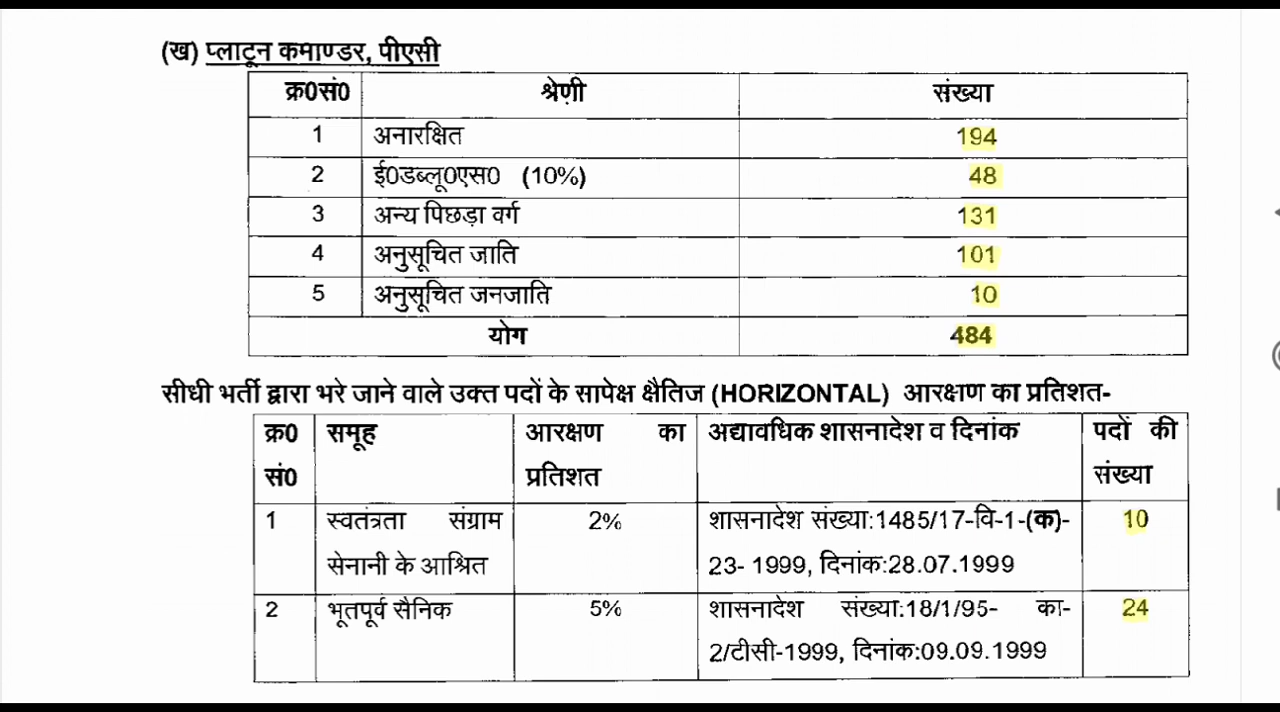 (ख) प्लाटून कमाण्डर, पीएसी
क्र0सं0 श्रेणी संख्या
1 अनारक्षित 194
2 ई0डब्लू0एस0 (10%) 48
3 अन्य पिछड़ा वर्ग 131
4 अनुसूचित जाति 101
5 अनुसूचित जनजाति 10
योग 484
सीधी भर्ती द्वारा भरे जाने वाले उक्त पदों के सापेक्ष क्षैतिज (HORIZONTAL) आरक्षण का प्रतिशत-
क्र0 समूह आरक्षण का अद्यावधिक शासनादेश व दिनांक पदों की
सं0 प्रतिशत संख्या
1 स्वतंत्रता संग्राम 2% शासनादेश संख्या:1485/17-वि-1-(क)- 10
सेनानी के आश्रित 23- 1999, दिनांक:28.07.1999
2 भूतपूर्व सैनिक 5% शासनादेश संख्या:18/1/95- का- 24
2/टीसी-1999, दिनांक:09.09.1999